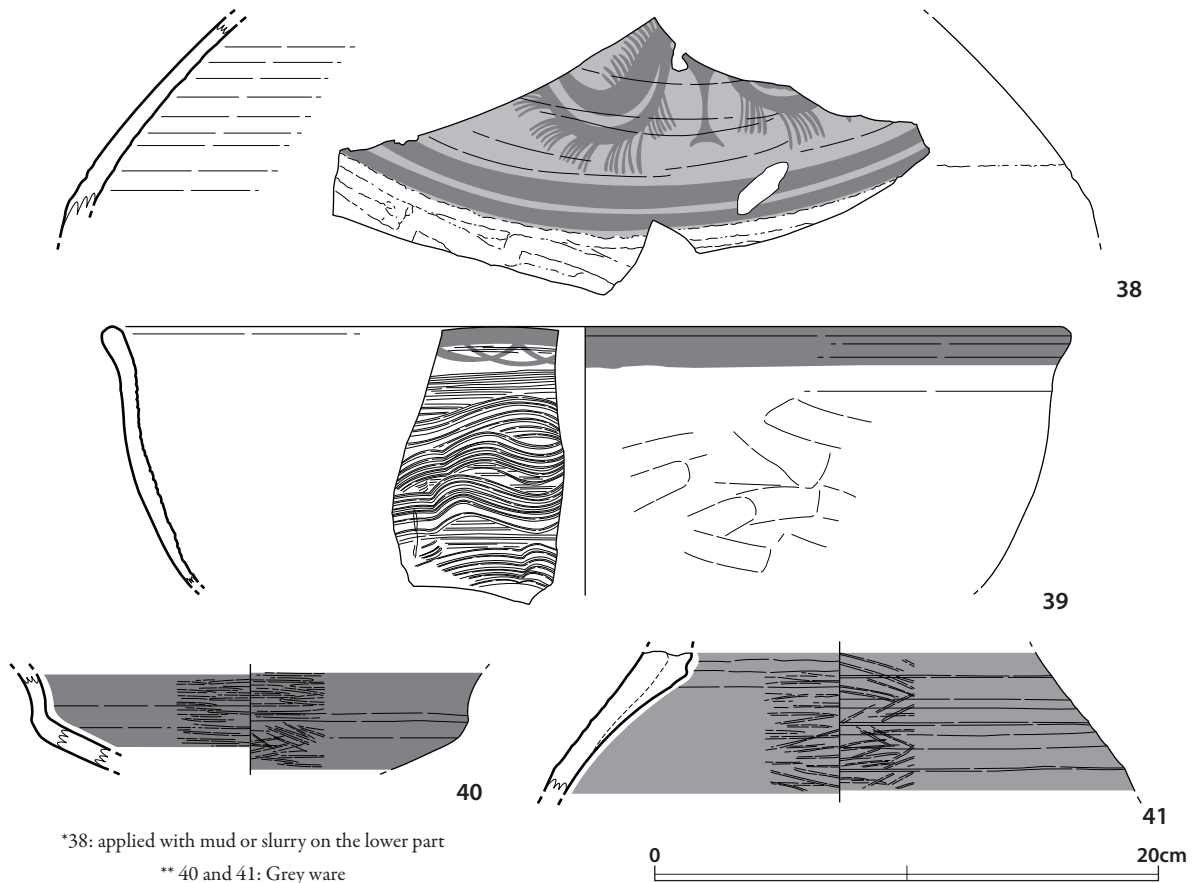 38
39
40
41
*38: applied with mud or slurry on the lower part
** 40 and 41: Grey ware
0 20cm